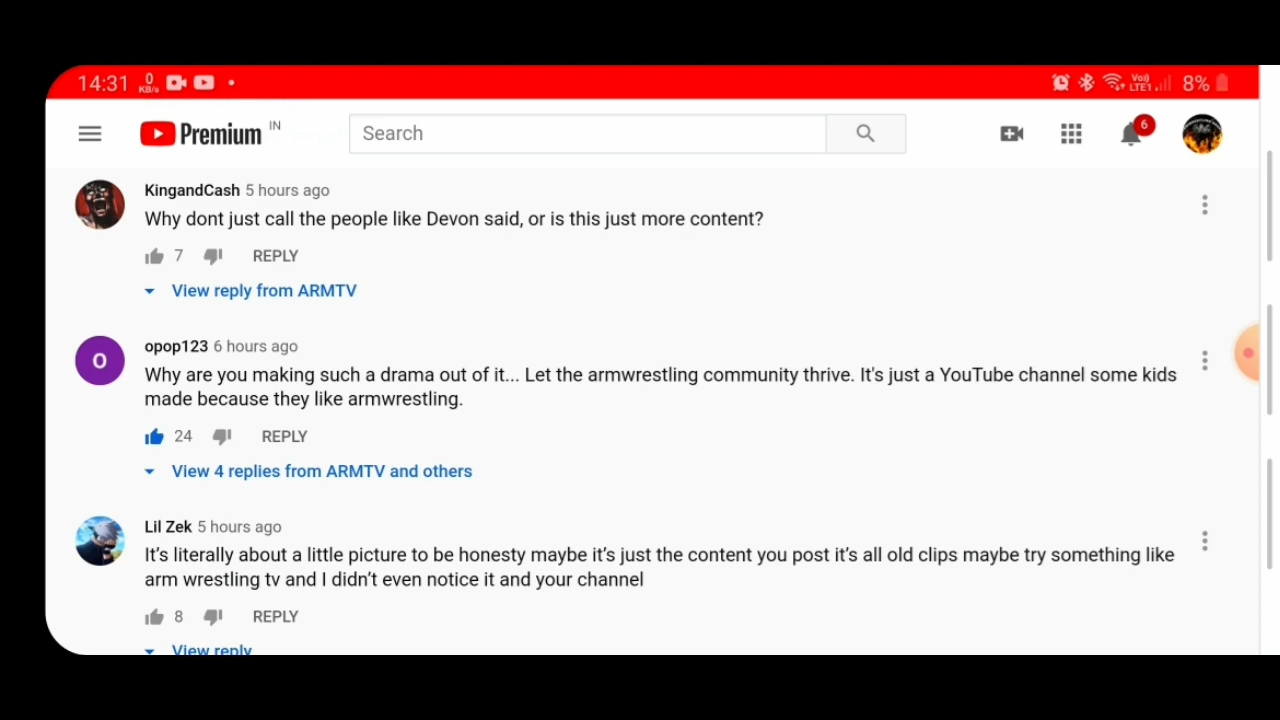 14:31 0 KB/s Vo)) LTE1 8%
Premium IN Search 6
KingandCash 5 hours ago
Why dont just call the people like Devon said, or is this just more content?
7 REPLY
View reply from ARMTV
O
opop123 6 hours ago
Why are you making such a drama out of it... Let the armwrestling community thrive. It's just a YouTube channel some kids
made because they like armwrestling.
24 REPLY
View 4 replies from ARMTV and others
Lil Zek 5 hours ago
It’s literally about a little picture to be honesty maybe it’s just the content you post it’s all old clips maybe try something like
arm wrestling tv and I didn’t even notice it and your channel
8 REPLY
View reply